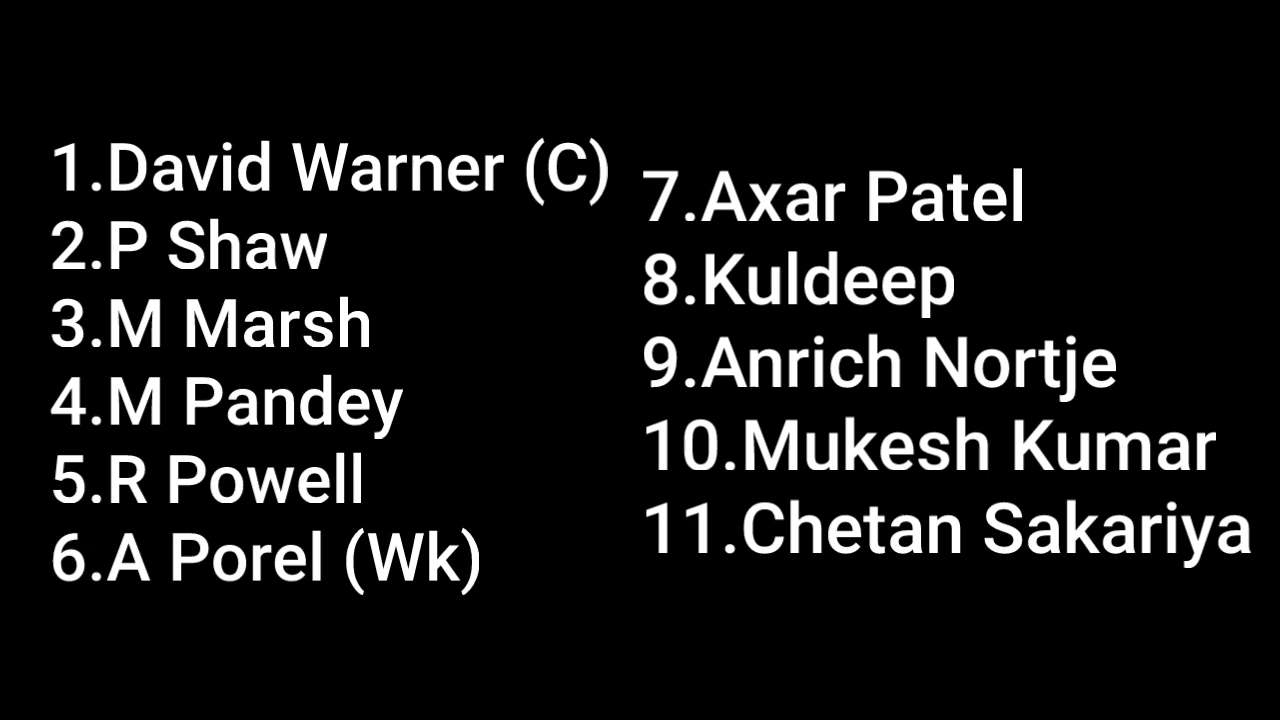 1.David Warner (C)
2.P Shaw
3.M Marsh
4.M Pandey
5.R Powell
6.A Porel (Wk)
7.Axar Patel
8.Kuldeep
9.Anrich Nortje
10.Mukesh Kumar
11.Chetan Sakariya